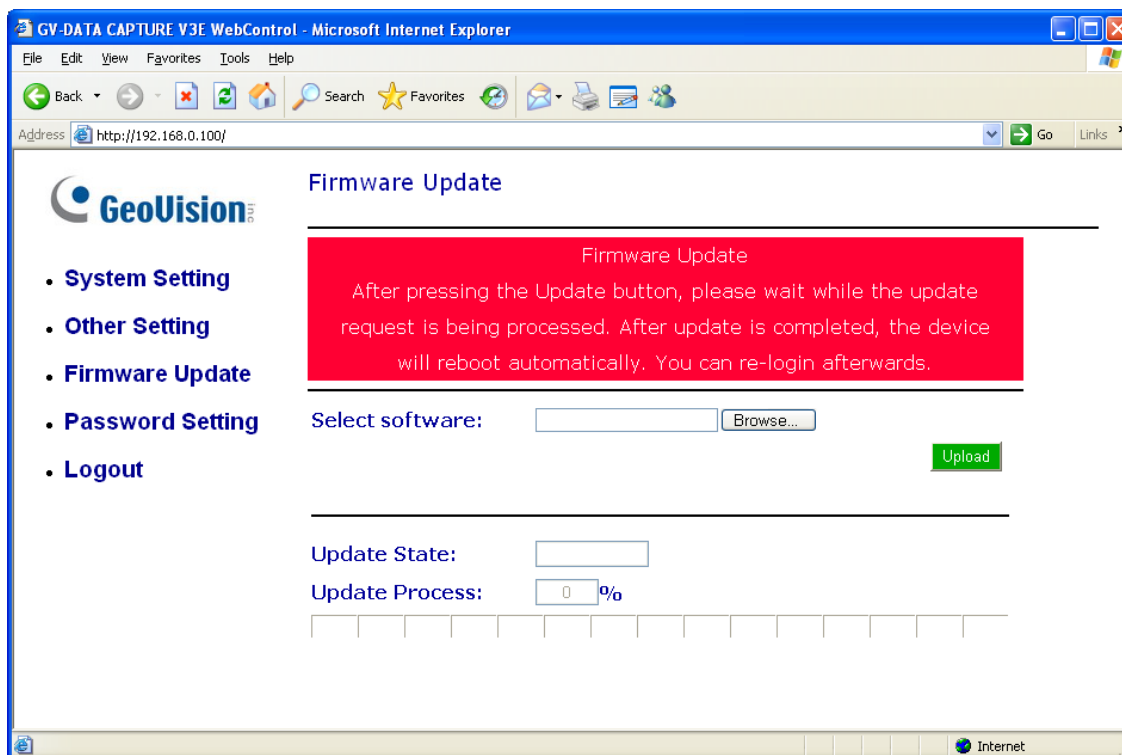 GV-DATA CAPTURE V3E WebControl - Microsoft Internet Explorer
File Edit View Favorites Tools Help
Back Search Favorites
Address http://192.168.0.100/ Go Links
GeoVision inc
Firmware Update
Firmware Update
After pressing the Update button, please wait while the update
request is being processed. After update is completed, the device
will reboot automatically. You can re-login afterwards.
System Setting
Other Setting
Firmware Update
Password Setting
Logout
Select software: Browse...
Upload
Update State:
Update Process: 0 %
Internet